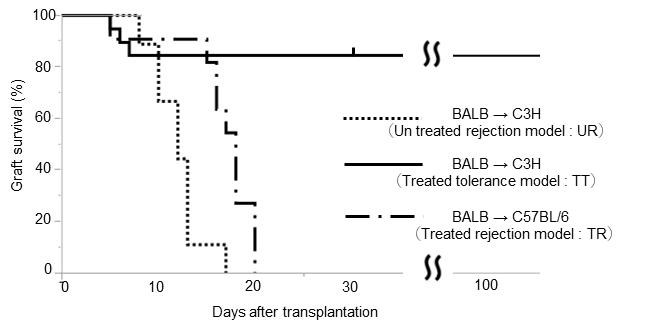 Graft survival (%)
100
80
60
40
20
0
BALB → C3H
(Un treated rejection model : UR)
BALB → C3H
(Treated tolerance model : TT)
BALB → C57BL/6
(Treated rejection model : TR)
0 10 20 30 100
Days after transplantation